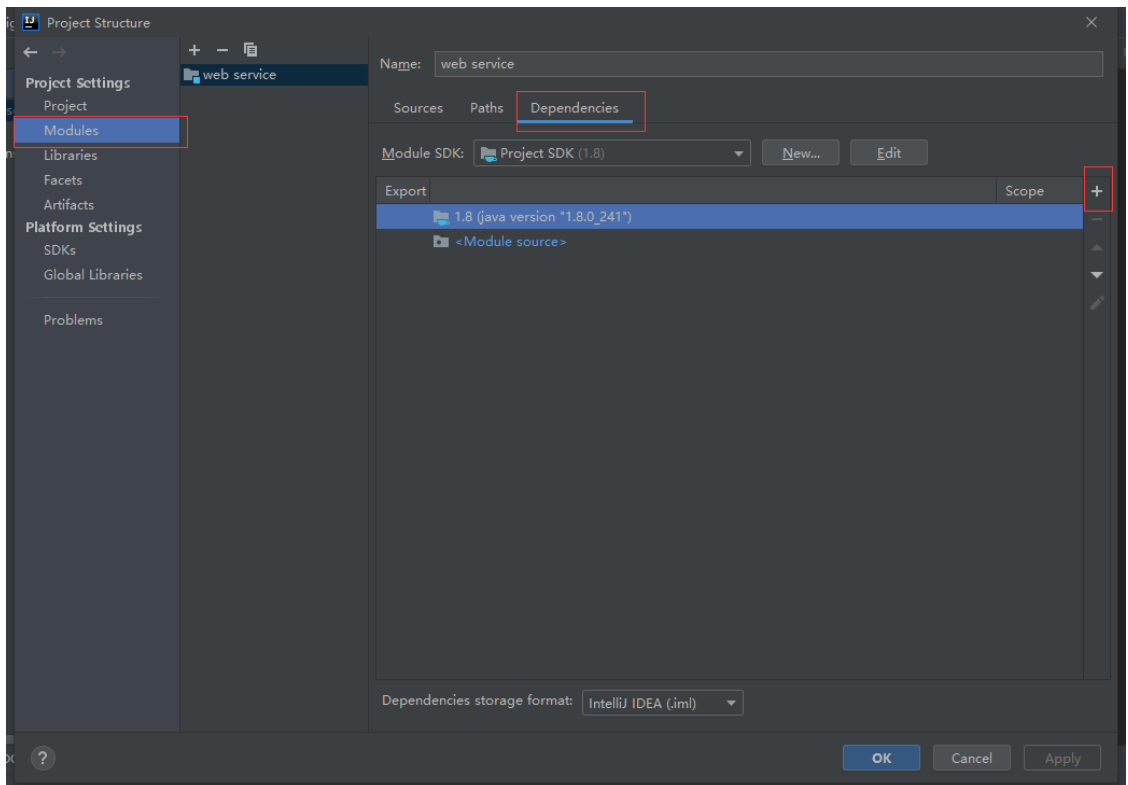 Project Structure
Project Settings
Project
Modules
Libraries
Facets
Artifacts
Platform Settings
SDKs
Global Libraries
Problems
web service
Name: web service
Sources Paths Dependencies
Module SDK: Project SDK (1.8) New... Edit
Export Scope
1.8 (java version "1.8.0_241")
<Module source>
Dependencies storage format: IntelliJ IDEA (.iml)
? OK Cancel Apply